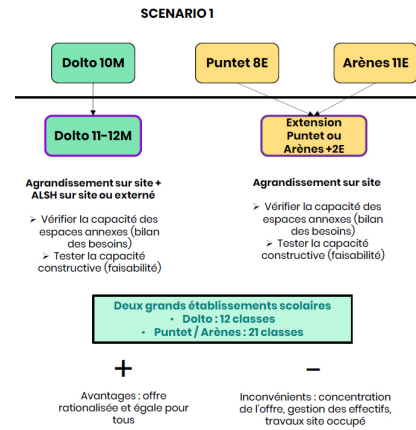 SCENARIO 1
Dolto 10M
Puntet 8E
Arènes 11E
Dolto 11-12M
Extension
Puntet ou
Arènes +2E
Agrandissement sur site +
ALSH sur site ou externé
➢ Vérifier la capacité des
espaces annexes (bilan
des besoins)
➢ Tester la capacité
constructive (faisabilité)
Agrandissement sur site
➢ Vérifier la capacité des
espaces annexes (bilan
des besoins)
➢ Tester la capacité
constructive (faisabilité)
Deux grands établissements scolaires
• Dolto : 12 classes
• Puntet / Arènes : 21 classes
+
Avantages : offre
rationalisée et égale pour
tous
−
Inconvénients : concentration
de l'offre, gestion des effectifs,
travaux site occupé